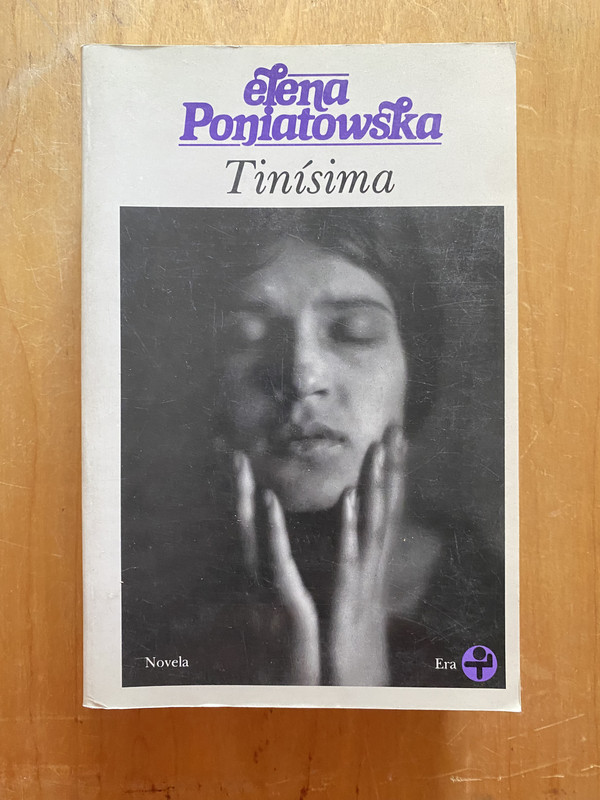 elena
Poniatowska
Tinísima
Novela
Era